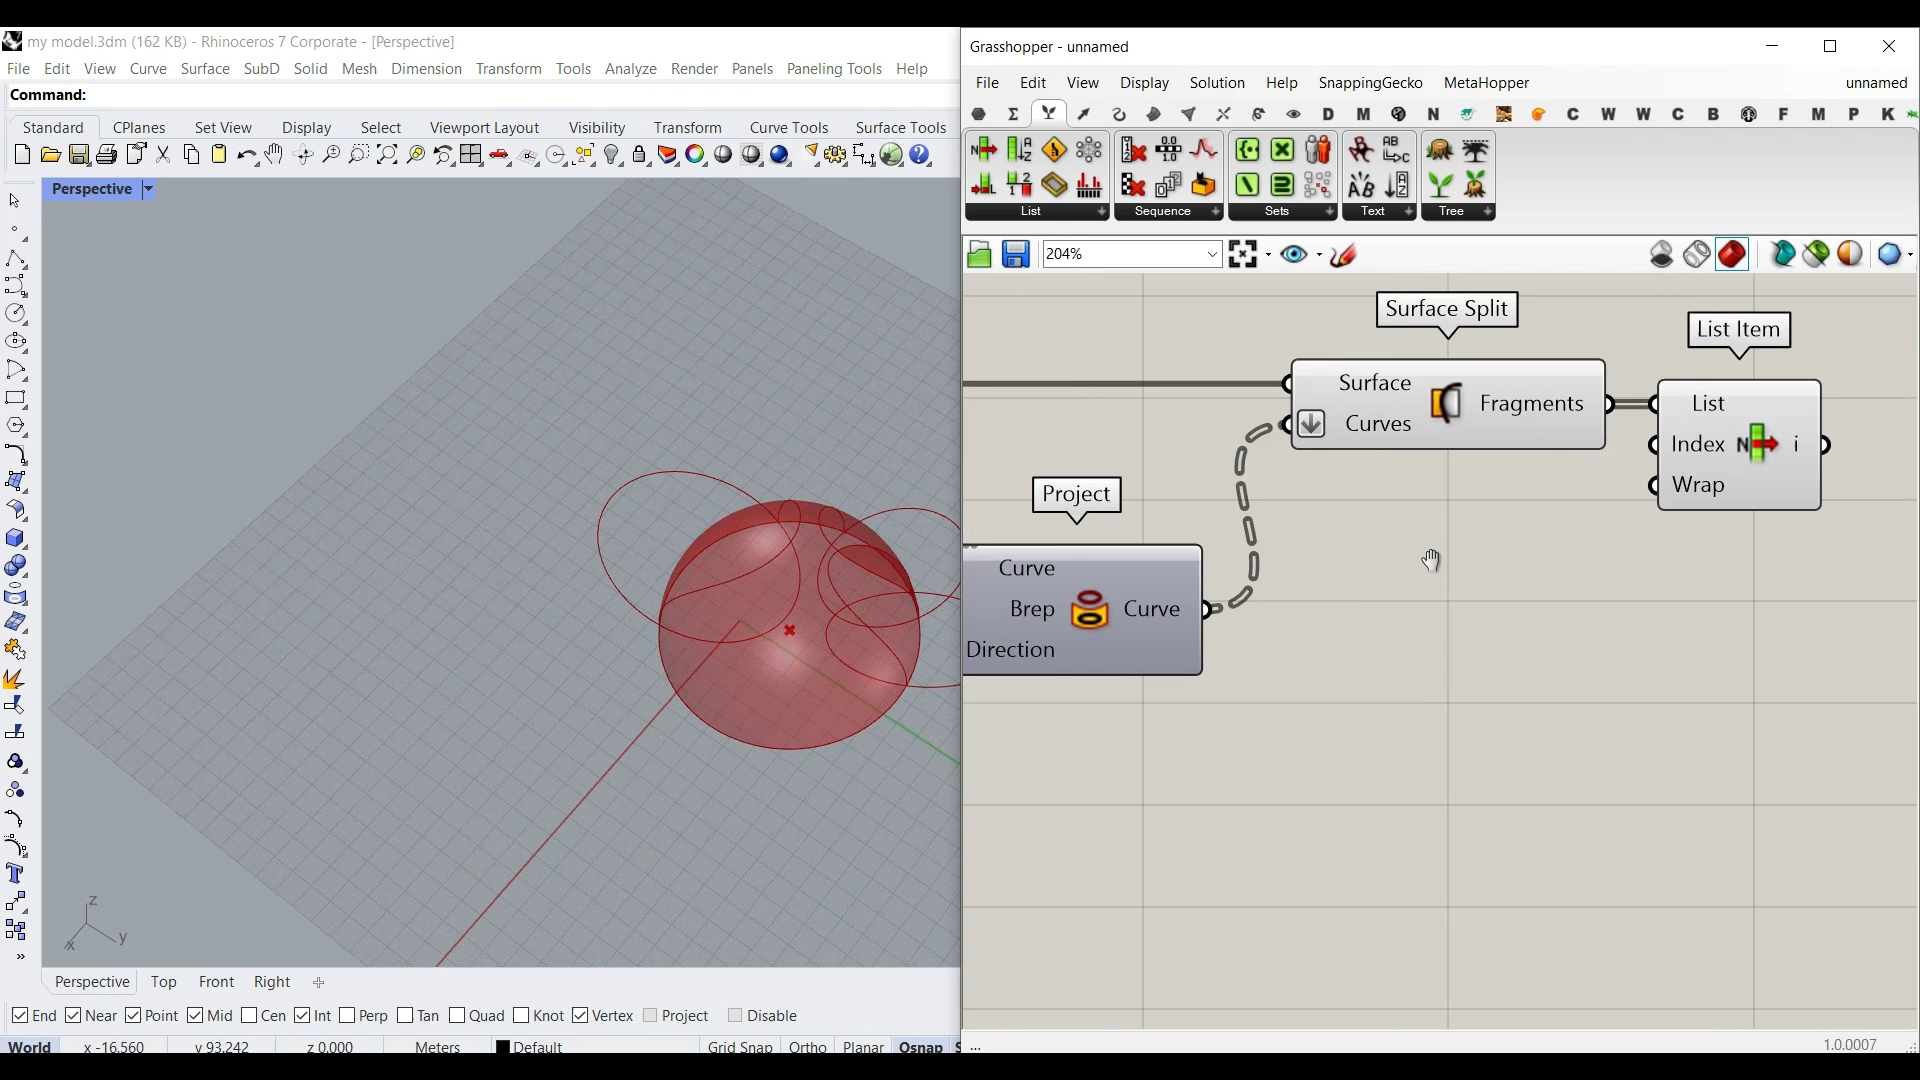 my model.3dm (162 KB) - Rhinoceros 7 Corporate - [Perspective]
File Edit View Curve Surface SubD Solid Mesh Dimension Transform Tools Analyze Render Panels Paneling Tools Help
Command:
Standard CPlanes Set View Display Select Viewport Layout Visibility Transform Curve Tools Surface Tools
Perspective
z
y
x
Perspective Top Front Right
End Near Point Mid Cen Int Perp Tan Quad Knot Vertex Project Disable
World x -16.560 y 93.242 z 0.000 Meters Default Grid Snap Ortho Planar Osnap S
Grasshopper - unnamed
File Edit View Display Solution Help SnappingGecko MetaHopper unnamed
D M N C W W C B F M P K
List Sequence Sets Text Tree
204%
Surface Split
List Item
Surface
Curves
Fragments
List
Index
Wrap
N
i
Project
Curve
Brep
Direction
Curve
...
1.0.0007